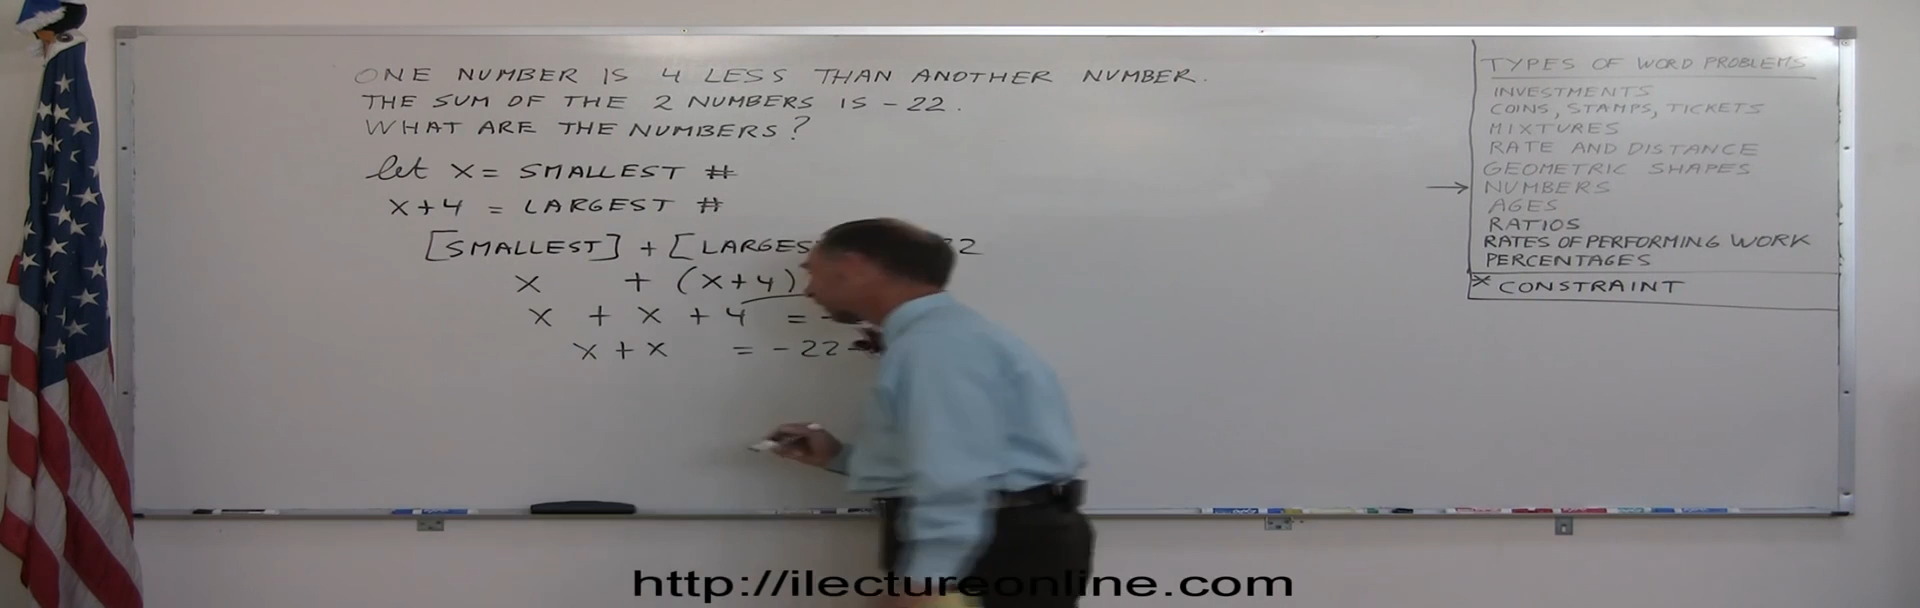 ONE NUMBER IS 4 LESS THAN ANOTHER NUMBER.
THE SUM OF THE 2 NUMBERS IS -22.
WHAT ARE THE NUMBERS?
let x = SMALLEST #
x+4 = LARGEST #
[SMALLEST] + [LARGES 2
x + (x+4)
x + x + 4 = -
x + x = -22-
TYPES OF WORD PROBLEMS
INVESTMENTS
COINS, STAMPS, TICKETS
MIXTURES
RATE AND DISTANCE
GEOMETRIC SHAPES
→ NUMBERS
AGES
RATIOS
RATES OF PERFORMING WORK
PERCENTAGES
* CONSTRAINT
http://ilectureonline.com